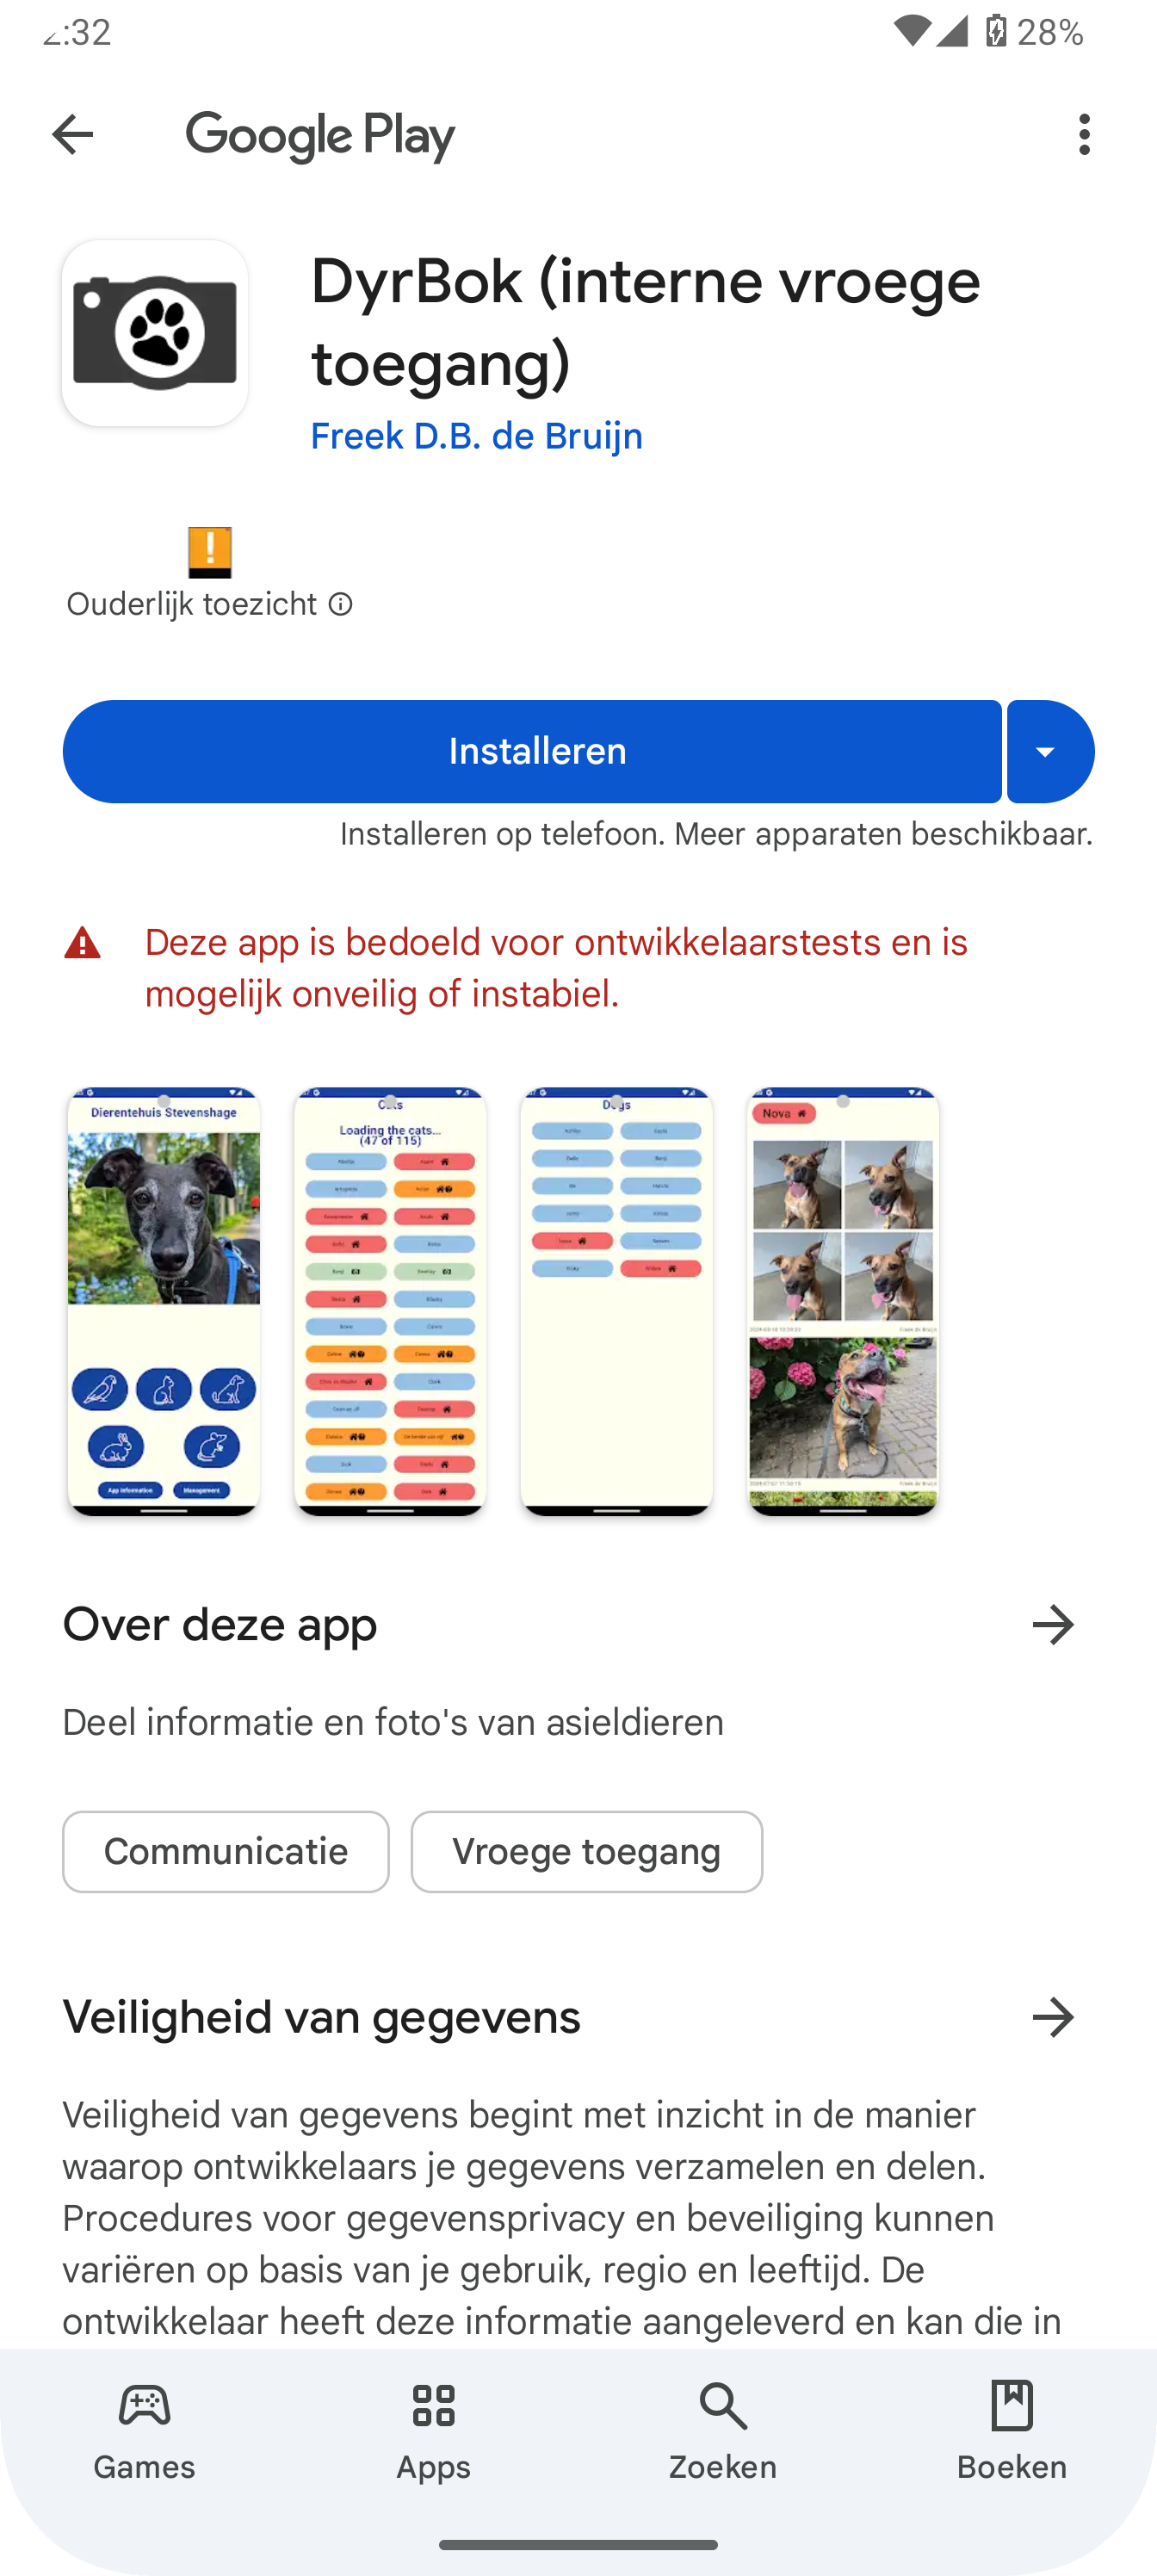 2:32
28%
Google Play
DyrBok (interne vroege
toegang)
Freek D.B. de Bruijn
Ouderlijk toezicht
Installeren
Installeren op telefoon. Meer apparaten beschikbaar.
Deze app is bedoeld voor ontwikkelaarstests en is
mogelijk onveilig of instabiel.
Dierentehuis Stevenshage
App information
Management
Cats
Loading the cats...
(47 of 115)
Dogs
Nova
Over deze app
Deel informatie en foto's van asieldieren
Communicatie
Vroege toegang
Veiligheid van gegevens
Veiligheid van gegevens begint met inzicht in de manier
waarop ontwikkelaars je gegevens verzamelen en delen.
Procedures voor gegevensprivacy en beveiliging kunnen
variëren op basis van je gebruik, regio en leeftijd. De
ontwikkelaar heeft deze informatie aangeleverd en kan die in
Games
Apps
Zoeken
Boeken